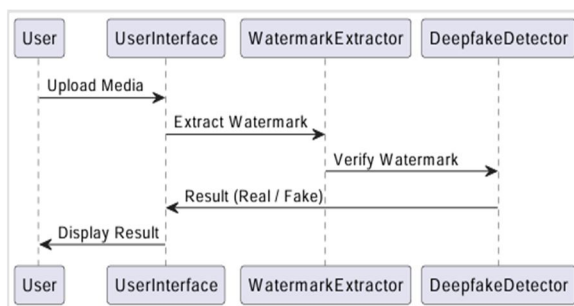 User UserInterface WatermarkExtractor DeepfakeDetector
Upload Media
Extract Watermark
Verify Watermark
Result (Real / Fake)
Display Result
User UserInterface WatermarkExtractor DeepfakeDetector